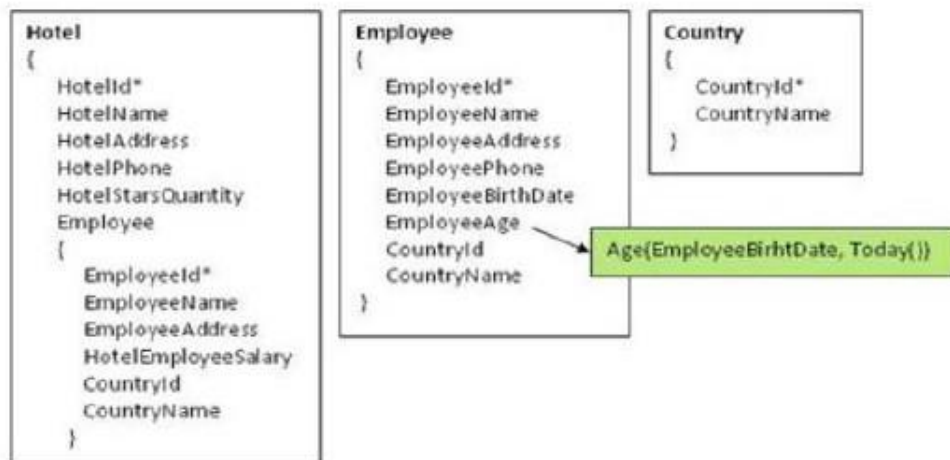 Hotel
{
HotelId*
HotelName
HotelAddress
HotelPhone
HotelStarsQuantity
Employee
{
EmployeeId*
EmployeeName
EmployeeAddress
HotelEmployeeSalary
CountryId
CountryName
}
Employee
{
EmployeeId*
EmployeeName
EmployeeAddress
EmployeePhone
EmployeeBirthDate
EmployeeAge
CountryId
CountryName
}
Age(EmployeeBirhtDate, Today())
Country
{
CountryId*
CountryName
}